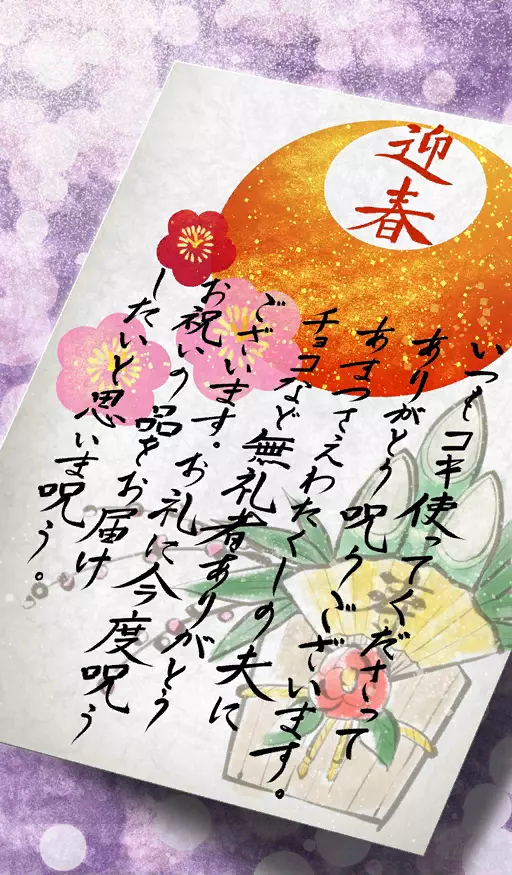 迎春
いつもコキ使ってくださって
ありがとう呪うございます。
あまつさえわたくしの夫に
チョコなど無礼者ありがとう
ございます。お礼に今度呪う
お祝いの品をお届け
したいと思いま呪う。